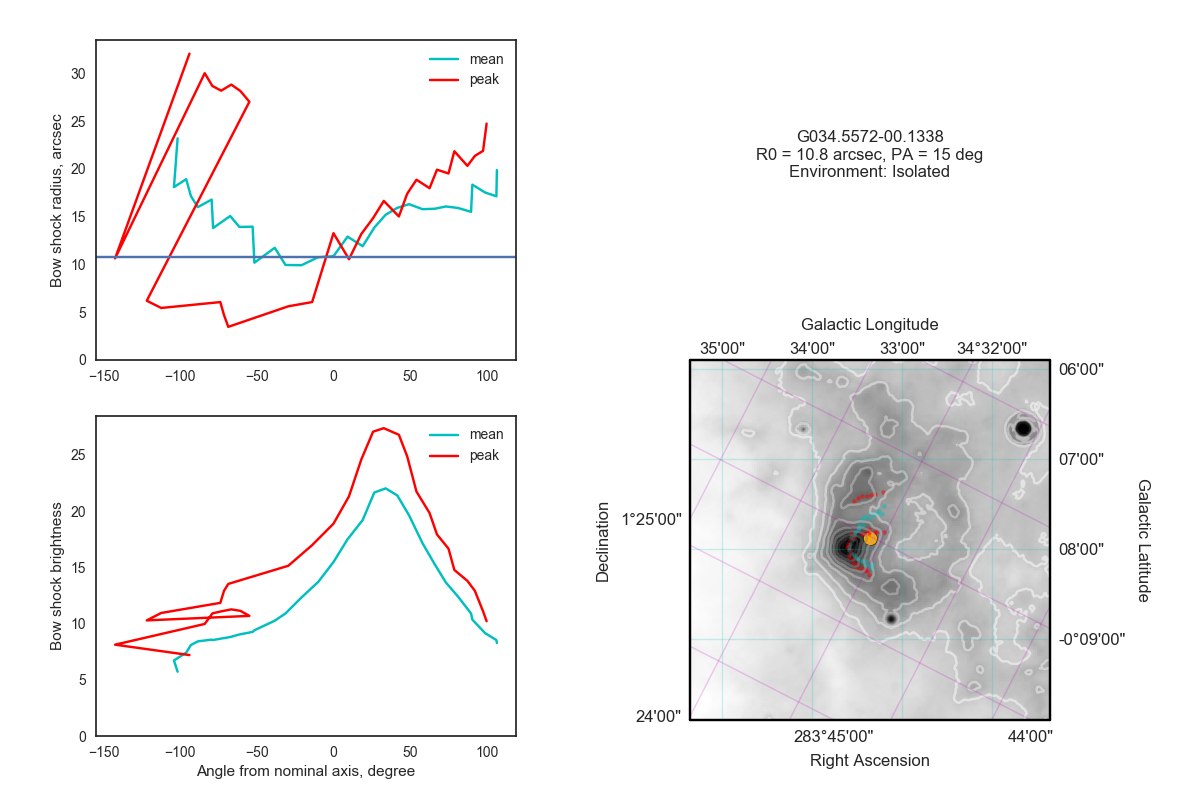 30
25
20
15
10
5
0
Bow shock radius, arcsec
mean
peak
−150
−100
−50
0
50
100
25
20
15
10
5
0
Bow shock brightness
mean
peak
−150
−100
−50
0
50
100
Angle from nominal axis, degree
G034.5572-00.1338
R0 = 10.8 arcsec, PA = 15 deg
Environment: Isolated
Galactic Longitude
35'00" 34'00" 33'00" 34°32'00"
06'00"
07'00"
08'00"
-0°09'00"
Galactic Latitude
Declination
1°25'00"
24'00"
283°45'00" 44'00"
Right Ascension